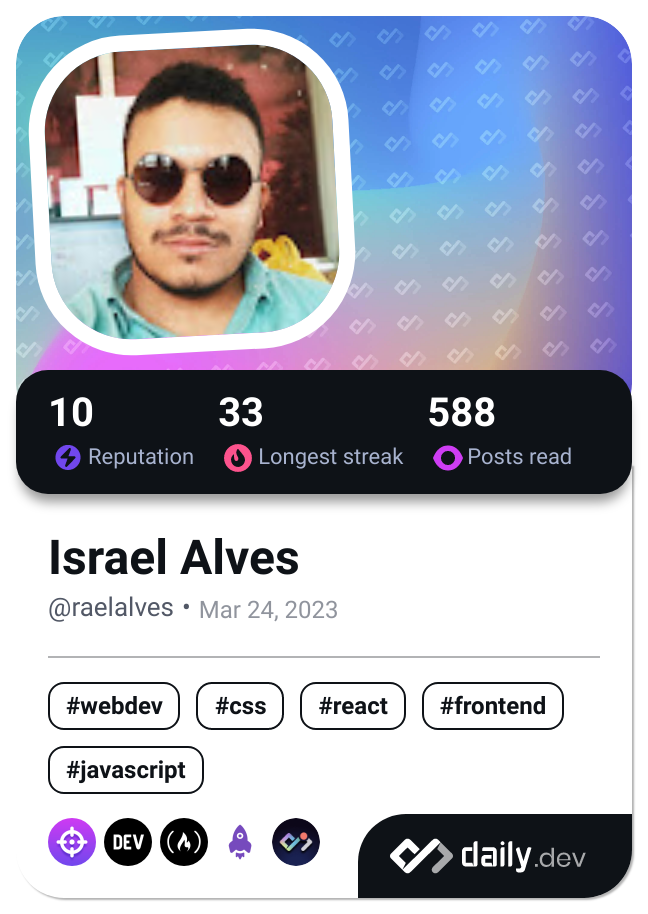 10 33 588
Reputation Longest streak Posts read
Israel Alves
@raelalves • Mar 24, 2023
#webdev #css #react #frontend
#javascript
DEV
daily.dev